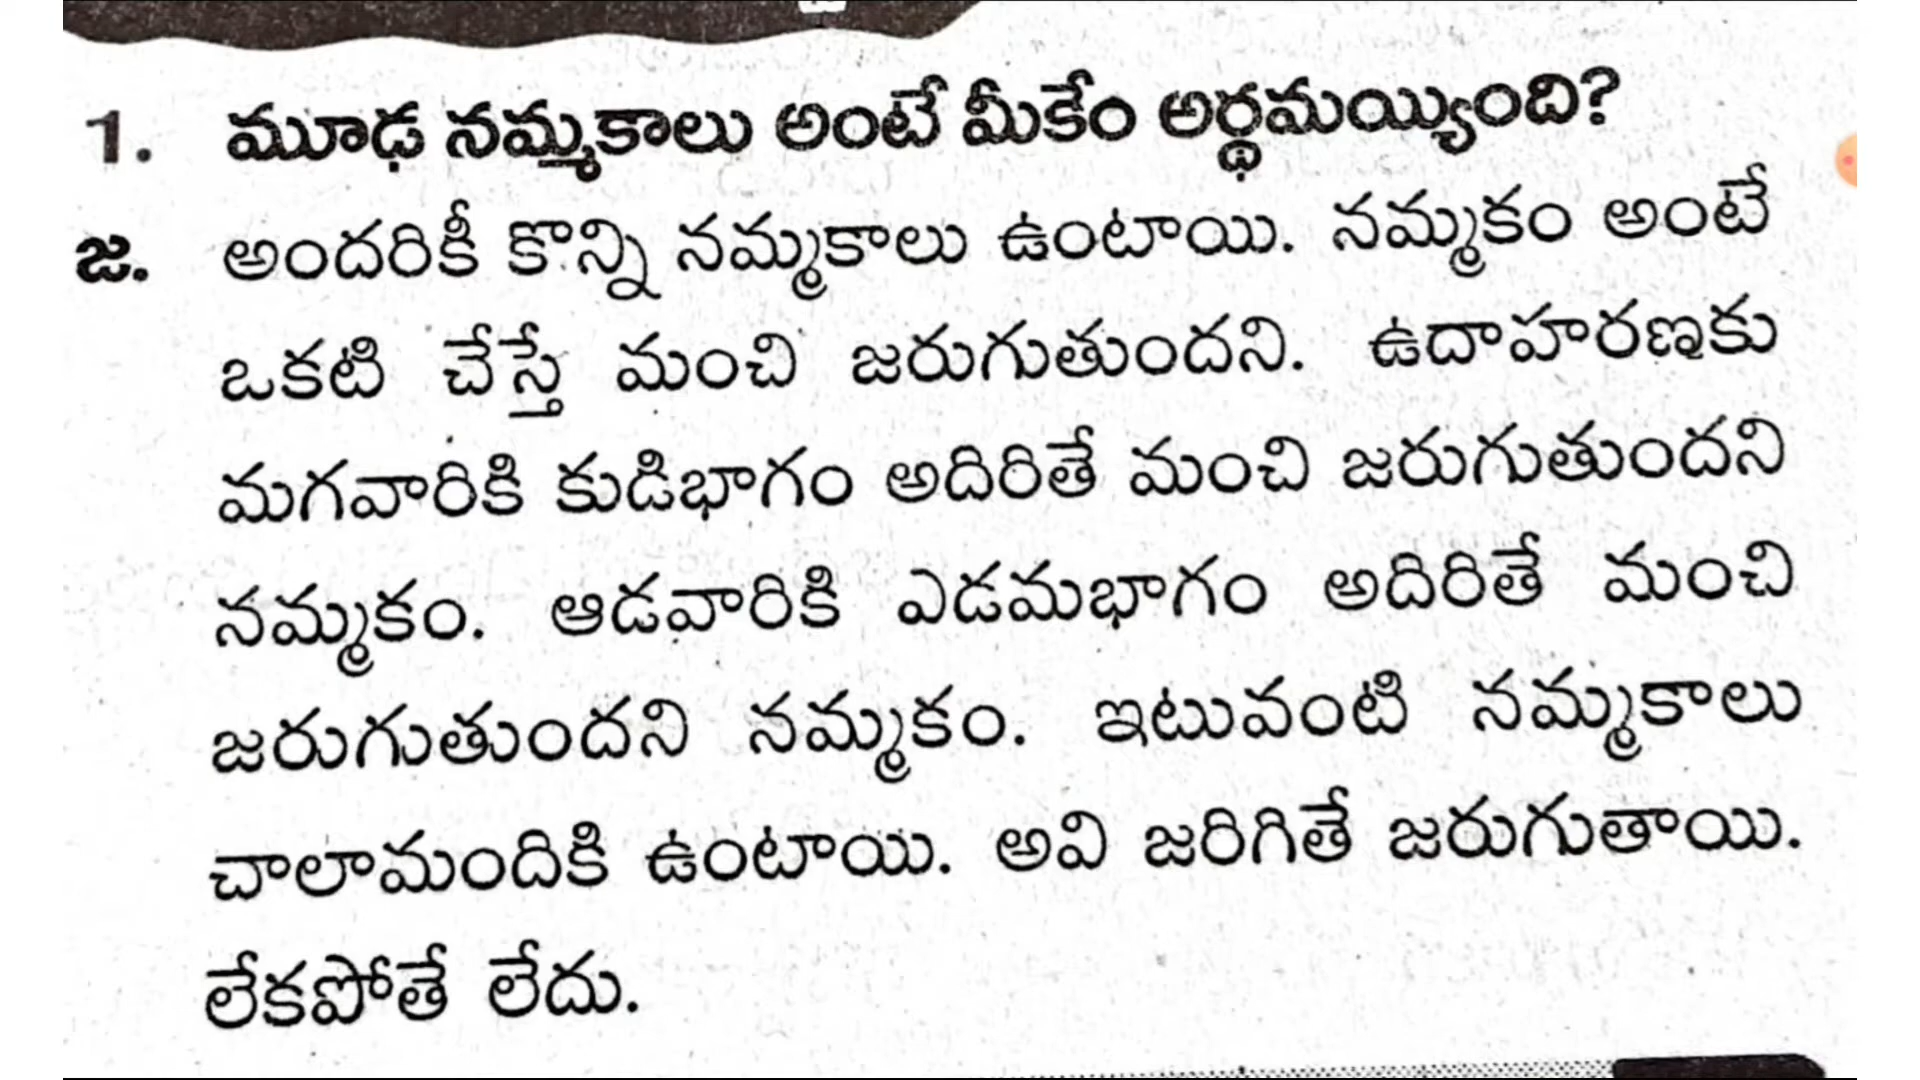 1. మూఢ నమ్మకాలు అంటే మీకేం అర్థమయ్యింది?
జ. అందరికీ కొన్ని నమ్మకాలు ఉంటాయి. నమ్మకం అంటే
ఒకటి చేస్తే మంచి జరుగుతుందని. ఉదాహరణకు
మగవారికి కుడిభాగం అదిరితే మంచి జరుగుతుందని
నమ్మకం. ఆడవారికి ఎడమభాగం అదిరితే మంచి
జరుగుతుందని నమ్మకం. ఇటువంటి నమ్మకాలు
చాలామందికి ఉంటాయి. అవి జరిగితే జరుగుతాయి.
లేకపోతే లేదు.